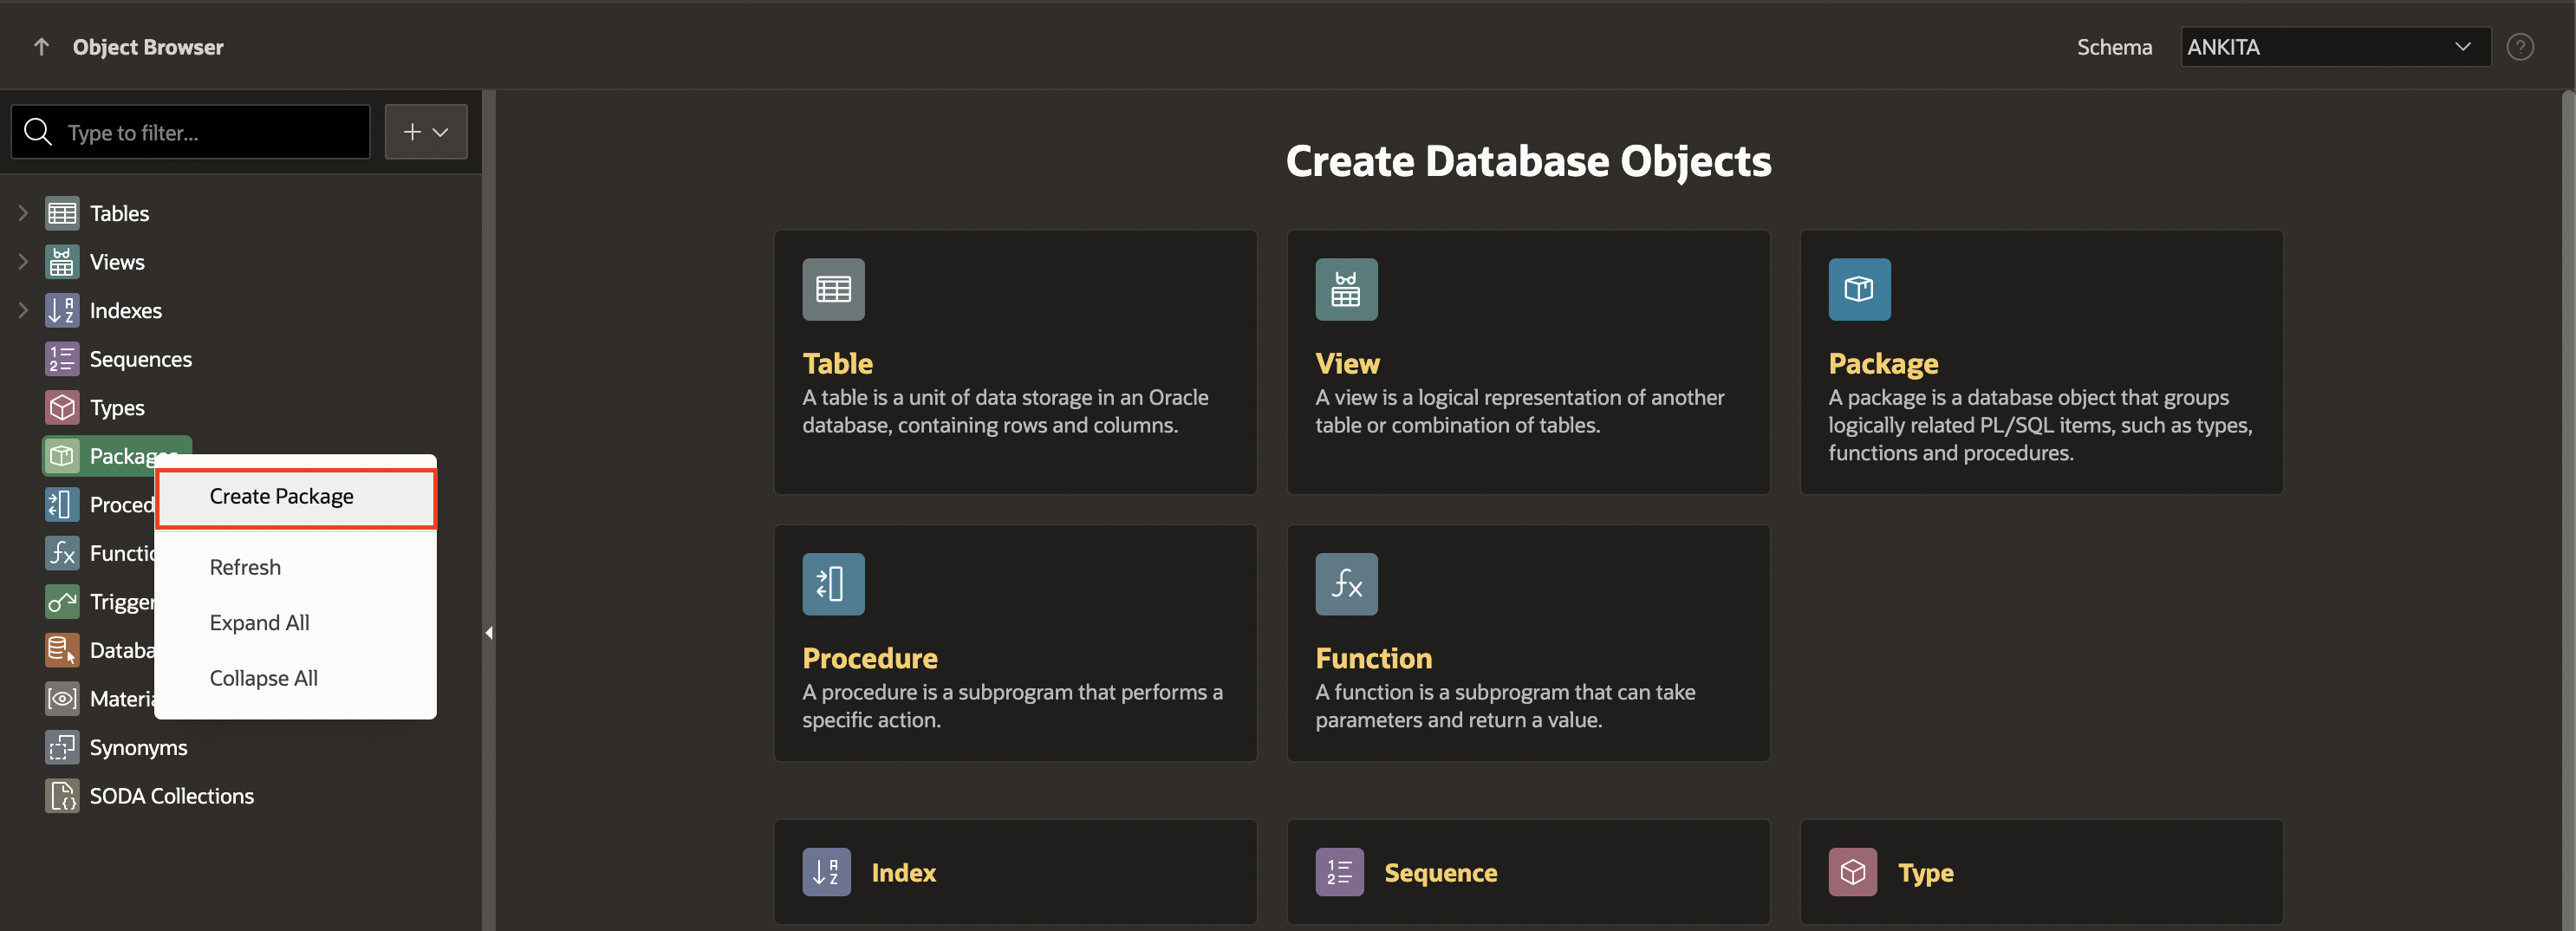 Object Browser
Schema
ANKITA
?
Type to filter...
Tables
Views
Indexes
Sequences
Types
Packages
Create Package
Refresh
Expand All
Collapse All
Proced
Functio
Trigger
Databa
Materia
Synonyms
SODA Collections
Create Database Objects
Table
A table is a unit of data storage in an Oracle
database, containing rows and columns.
View
A view is a logical representation of another
table or combination of tables.
Package
A package is a database object that groups
logically related PL/SQL items, such as types,
functions and procedures.
Procedure
A procedure is a subprogram that performs a
specific action.
Function
A function is a subprogram that can take
parameters and return a value.
Index
Sequence
Type